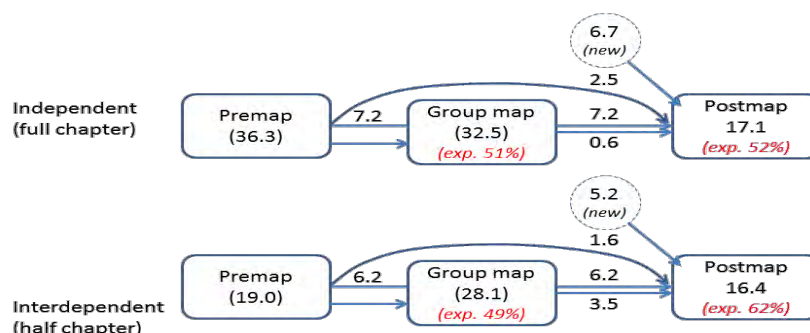 6.7
(new)
2.5
Independent
(full chapter)
Premap
(36.3)
7.2
Group map
(32.5)
(exp. 51%)
7.2
0.6
Postmap
17.1
(exp. 52%)
5.2
(new)
1.6
Interdependent
(half chapter)
Premap
(19.0)
6.2
Group map
(28.1)
(exp. 49%)
6.2
3.5
Postmap
16.4
(exp. 62%)